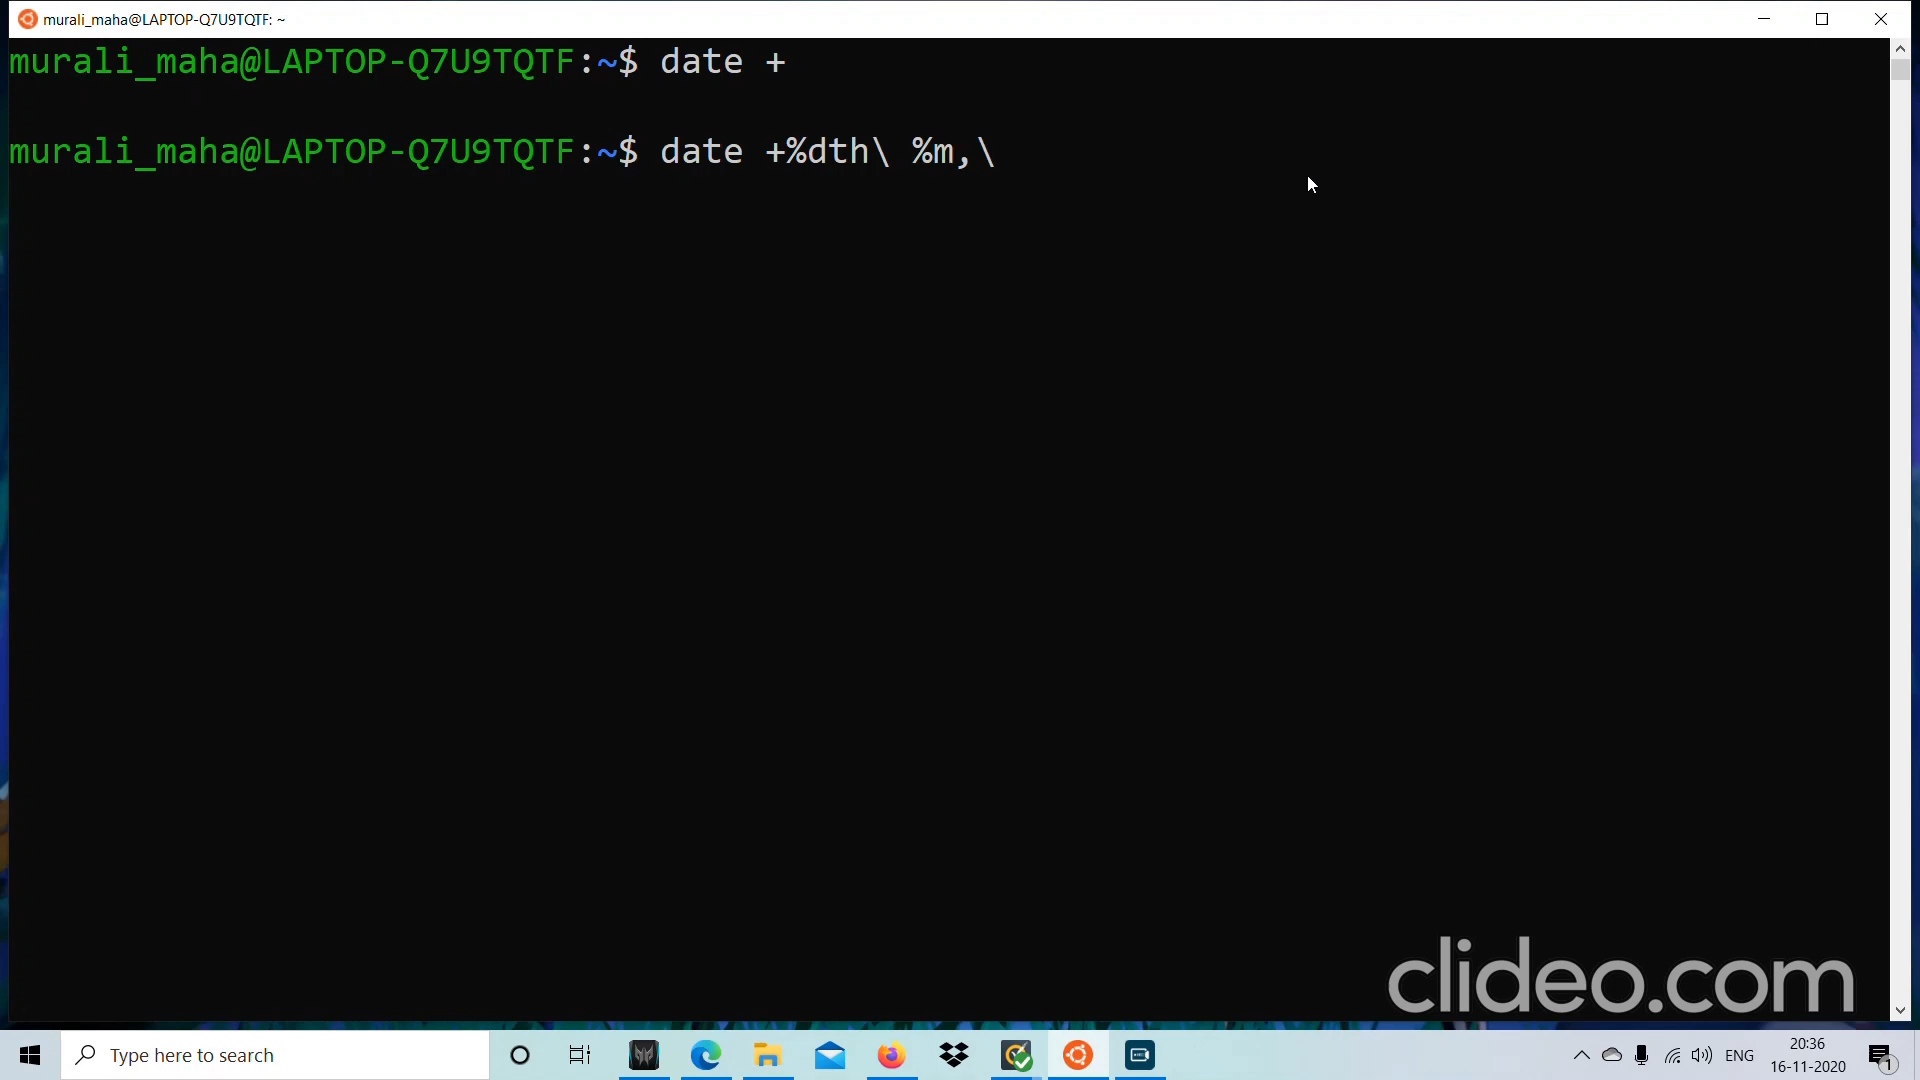 murali_maha@LAPTOP-Q7U9TQTF: ~
murali_maha@LAPTOP-Q7U9TQTF:~$ date +
murali_maha@LAPTOP-Q7U9TQTF:~$ date +%dth\ %m,\
clideo.com
Type here to search
ENG
20:36
16-11-2020
1